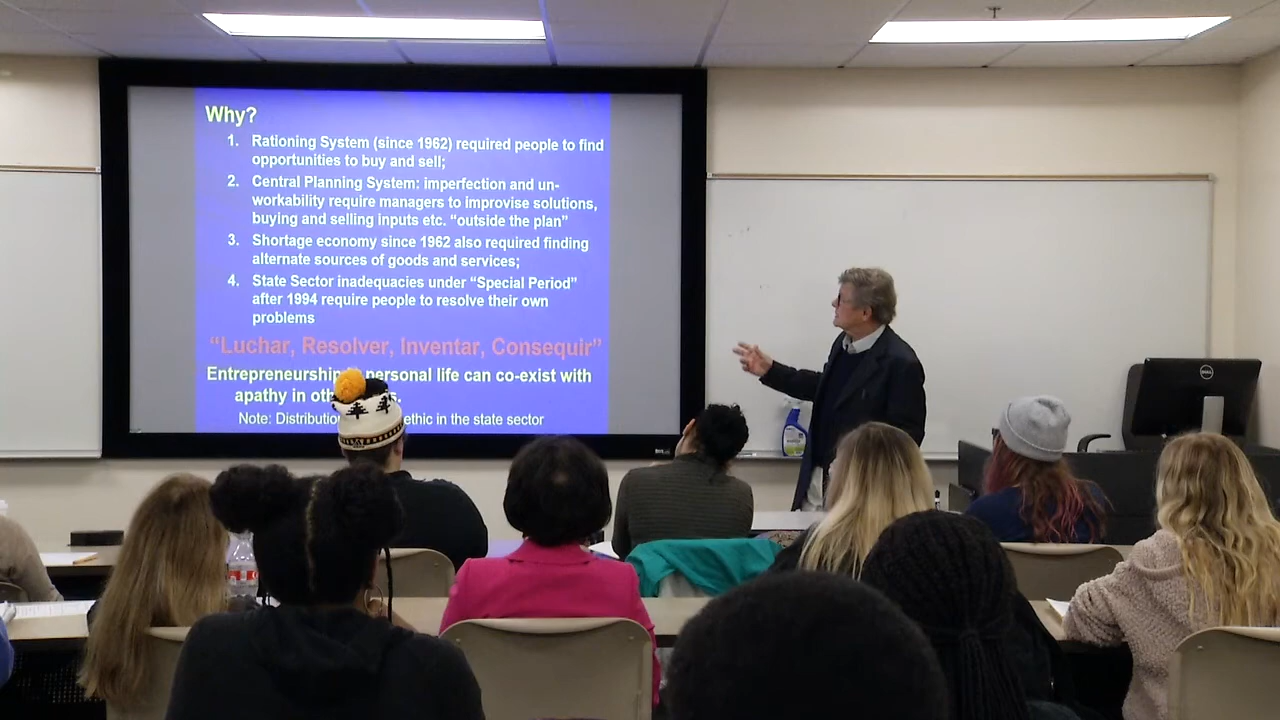 Why?
1. Rationing System (since 1962) required people to find
opportunities to buy and sell;
2. Central Planning System: imperfection and un-
workability require managers to improvise solutions,
buying and selling inputs etc. “outside the plan”
3. Shortage economy since 1962 also required finding
alternate sources of goods and services;
4. State Sector inadequacies under “Special Period”
after 1994 require people to resolve their own
problems
“Luchar, Resolver, Inventar, Consequir”
Entrepreneurship personal life can co-exist with
apathy in
Note: ethic in the state sector
DELL